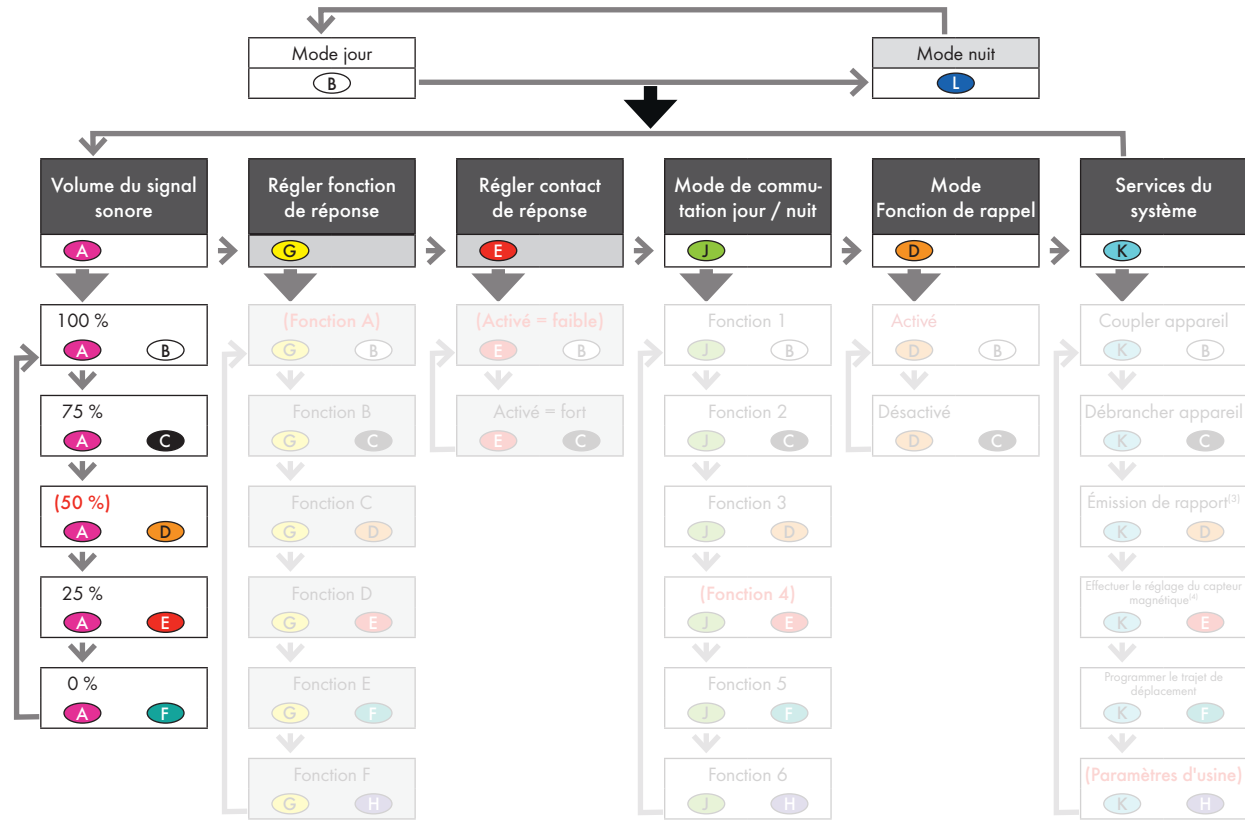 Mode jour
B
Mode nuit
L
Volume du signal
sonore
A
Régler fonction
de réponse
G
Régler contact
de réponse
E
Mode de commu-
tation jour / nuit
J
Mode
Fonction de rappel
D
Services du
système
K
100 %
A B
75 %
A C
(50 %)
A D
25 %
A E
0 %
A F
(Fonction A)
G B
Fonction B
G C
Fonction C
G D
Fonction D
G E
Fonction E
G F
Fonction F
G H
(Activé = faible)
E B
Activé = fort
E C
Fonction 1
J B
Fonction 2
J C
Fonction 3
J D
(Fonction 4)
J E
Fonction 5
J F
Fonction 6
J H
Activé
D B
Désactivé
D C
Coupler appareil
K B
Débrancher appareil
K C
Émission de rapport(3)
K D
Effectuer le réglage du capteur
magnétique(4)
K E
Programmer le trajet de
déplacement
K F
(Paramètres d'usine)
K H